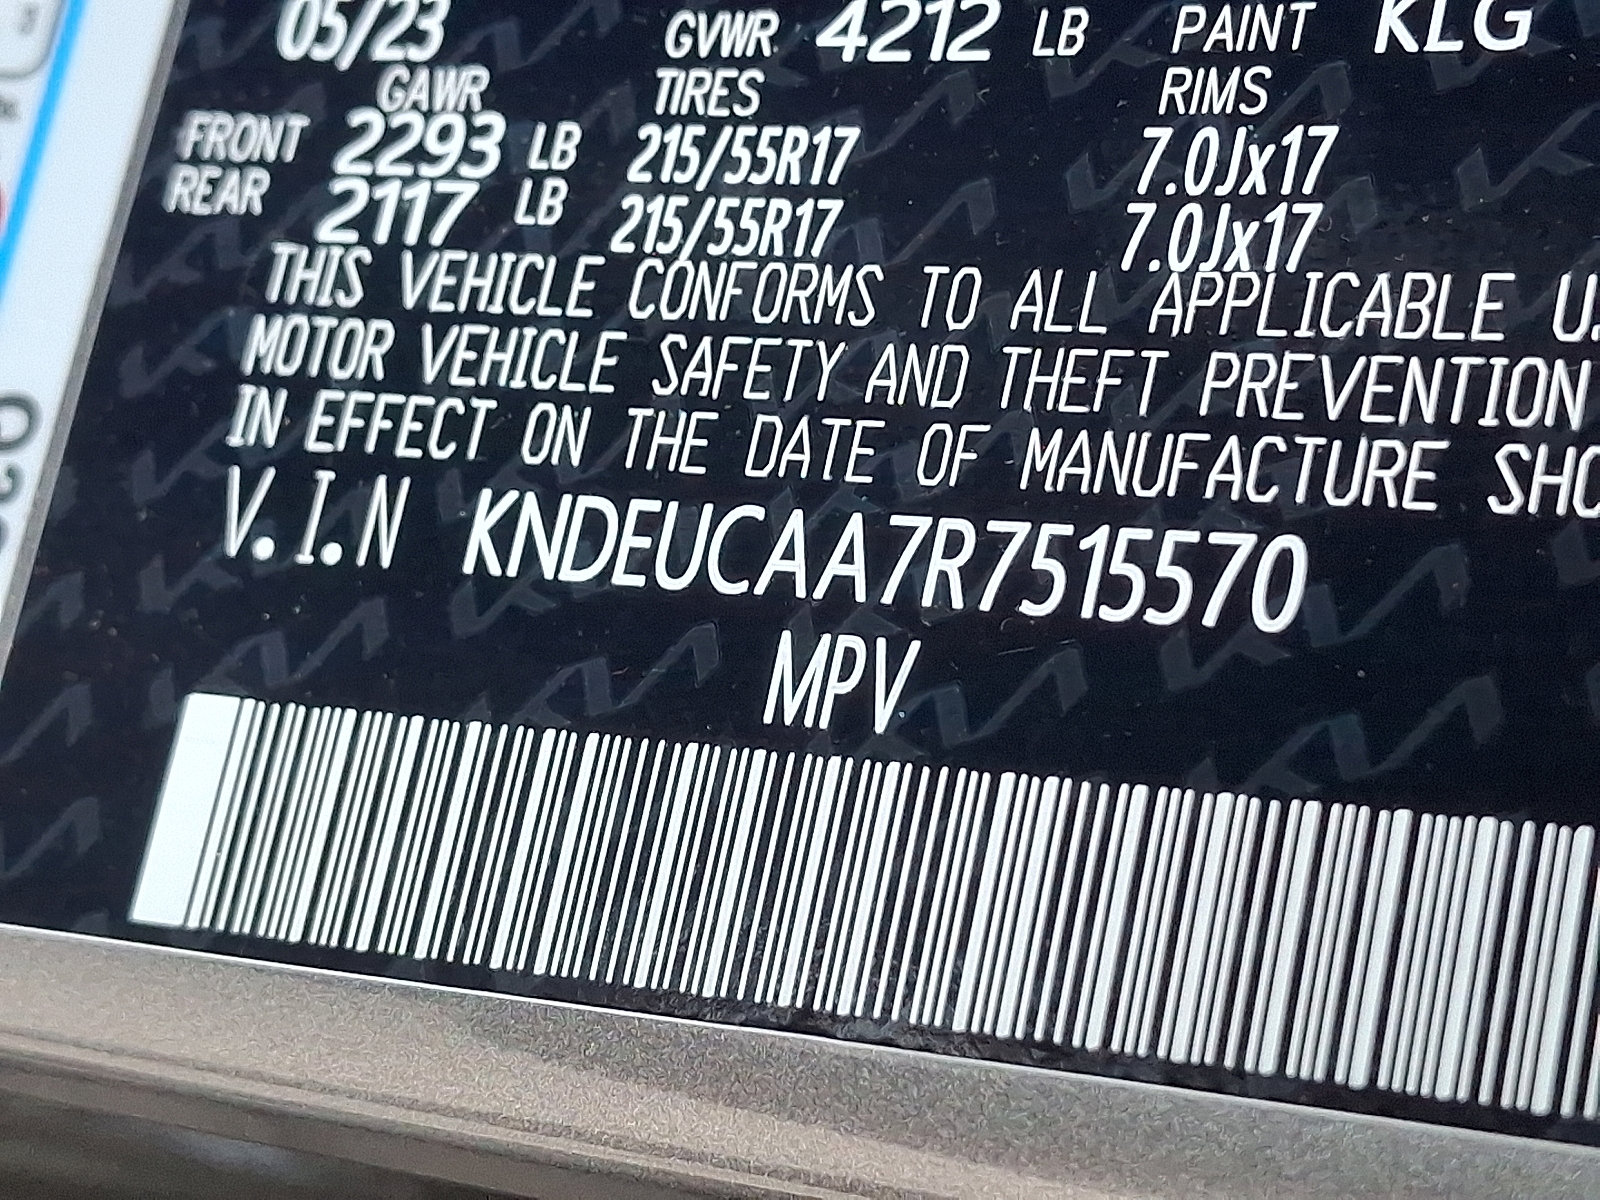 05/23 GVWR 4212 LB PAINT KLG
GAWR TIRES RIMS
FRONT 2293 LB 215/55R17 7.0Jx17
REAR 2117 LB 215/55R17 7.0Jx17
THIS VEHICLE CONFORMS TO ALL APPLICABLE U.
MOTOR VEHICLE SAFETY AND THEFT PREVENTION
IN EFFECT ON THE DATE OF MANUFACTURE SHO
V.I.N KNDEUCAA7R7515570
MPV